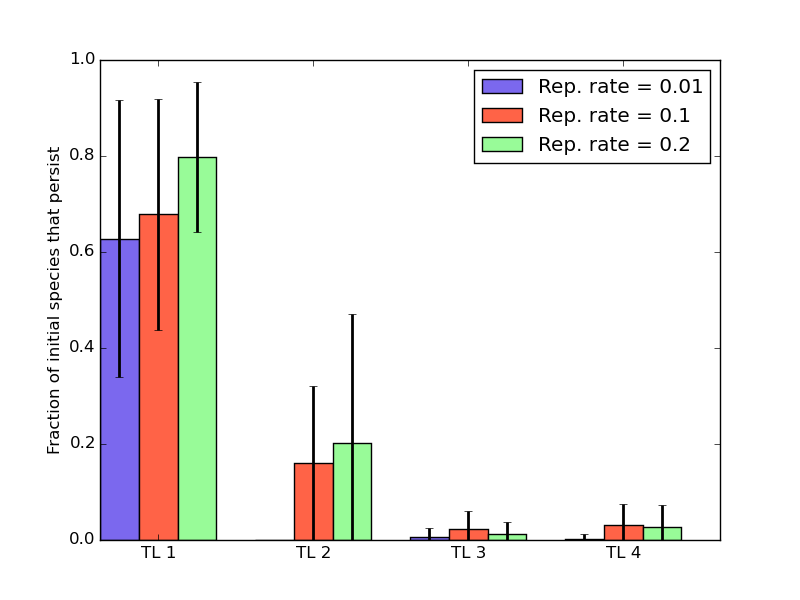 1.0
0.8
0.6
0.4
0.2
0.0
Fraction of initial species that persist
Rep. rate = 0.01
Rep. rate = 0.1
Rep. rate = 0.2
TL 1 TL 2 TL 3 TL 4